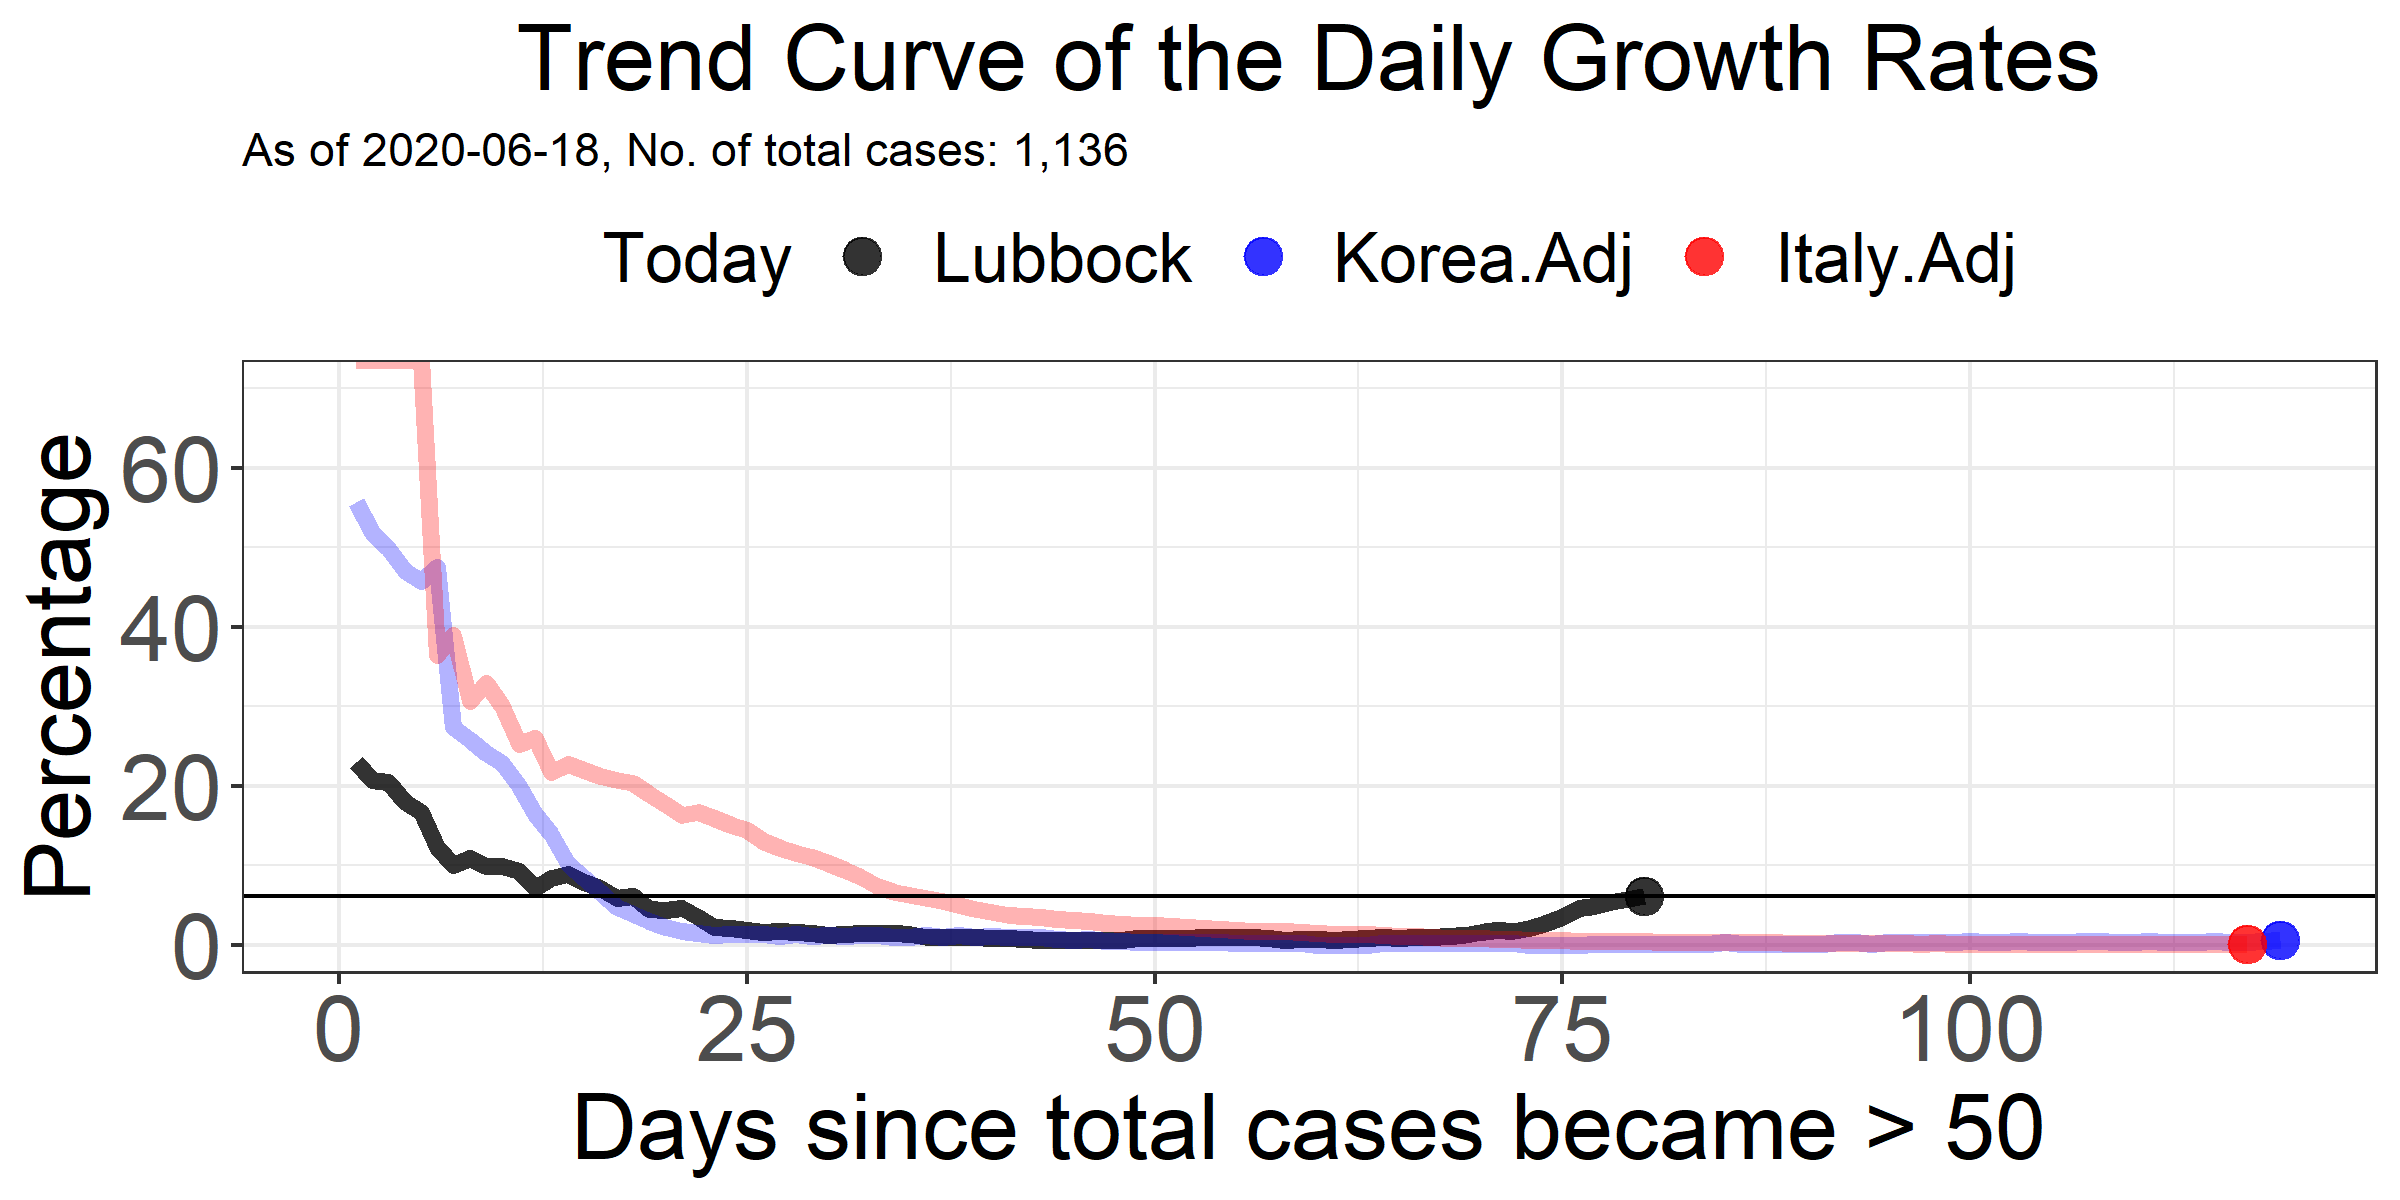 Trend Curve of the Daily Growth Rates
As of 2020-06-18, No. of total cases: 1,136
Today Lubbock Korea.Adj Italy.Adj
Percentage
60
40
20
0
0 25 50 75 100
Days since total cases became > 50